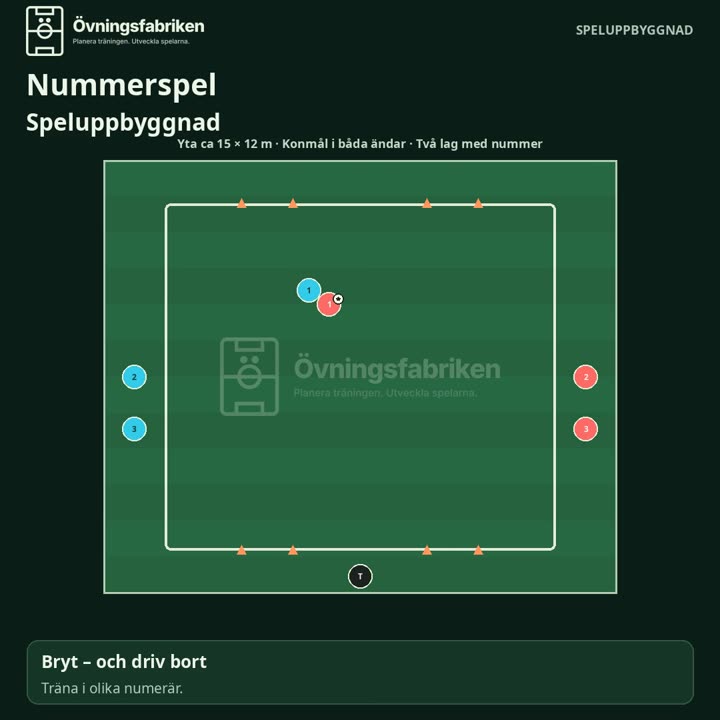 Övningsfabriken
Planera träningen. Utveckla spelarna.
SPELUPPBYGGNAD
Nummerspel
Speluppbyggnad
Yta ca 15 × 12 m · Konmål i båda ändar · Två lag med nummer
1
1
Övningsfabriken
Planera träningen. Utveckla spelarna.
2
2
3
3
T
Bryt – och driv bort
Träna i olika numerär.